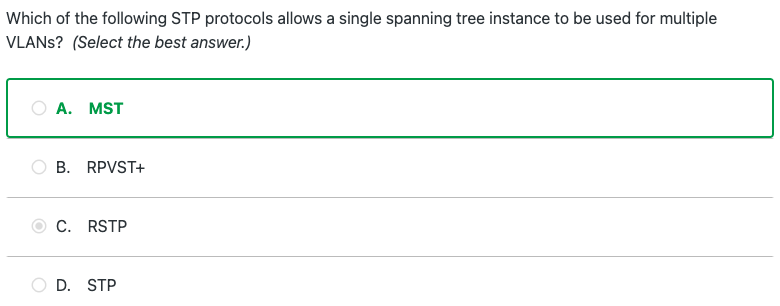 Which of the following STP protocols allows a single spanning tree instance to be used for multiple
VLANs? (Select the best answer.)
A. MST
B. RPVST+
C. RSTP
D. STP